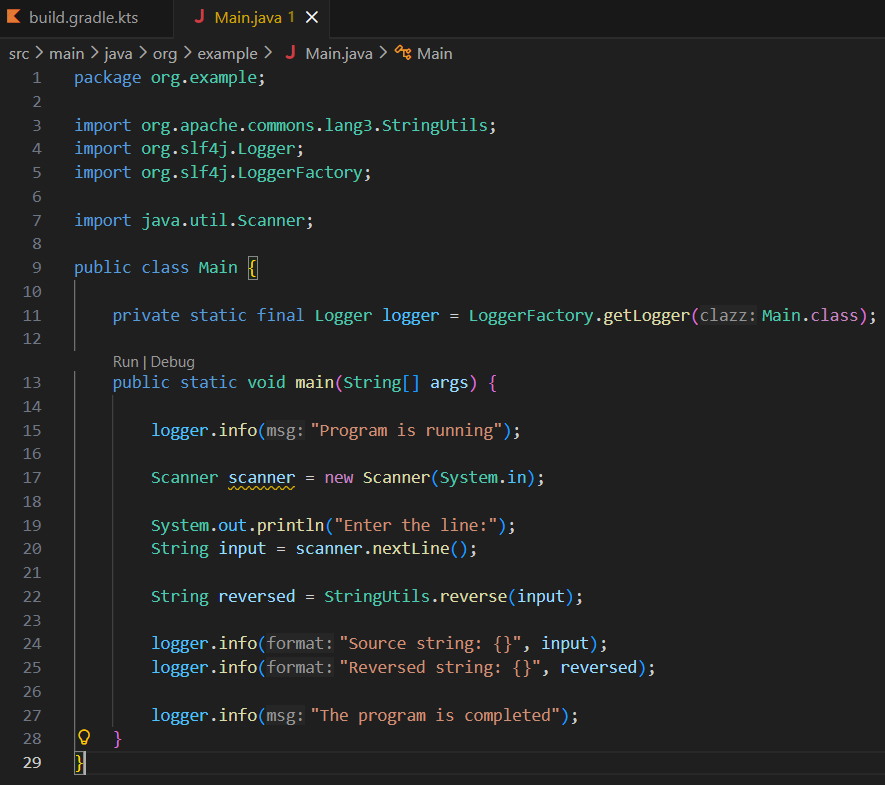 build.gradle.kts
J Main.java 1
src > main > java > org > example > J Main.java > Main
1 package org.example;
2
3 import org.apache.commons.lang3.StringUtils;
4 import org.slf4j.Logger;
5 import org.slf4j.LoggerFactory;
6
7 import java.util.Scanner;
8
9 public class Main {
10
11 private static final Logger logger = LoggerFactory.getLogger(clazz: Main.class);
12
Run | Debug
13 public static void main(String[] args) {
14
15 logger.info(msg: "Program is running");
16
17 Scanner scanner = new Scanner(System.in);
18
19 System.out.println("Enter the line:");
20 String input = scanner.nextLine();
21
22 String reversed = StringUtils.reverse(input);
23
24 logger.info(format: "Source string: {}", input);
25 logger.info(format: "Reversed string: {}", reversed);
26
27 logger.info(msg: "The program is completed");
28 }
29 }